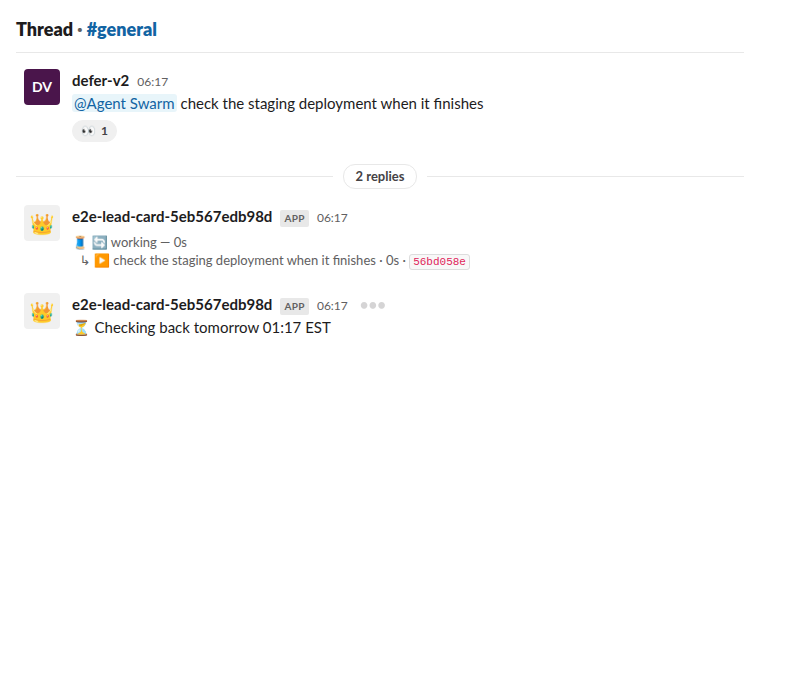 Thread • #general
DV
defer-v2 06:17
@Agent Swarm check the staging deployment when it finishes
👀 1
2 replies
e2e-lead-card-5eb567edb98d APP 06:17
🧵 🔄 working — 0s
↳ ▶️ check the staging deployment when it finishes · 0s · 56bd058e
e2e-lead-card-5eb567edb98d APP 06:17
⏳ Checking back tomorrow 01:17 EST